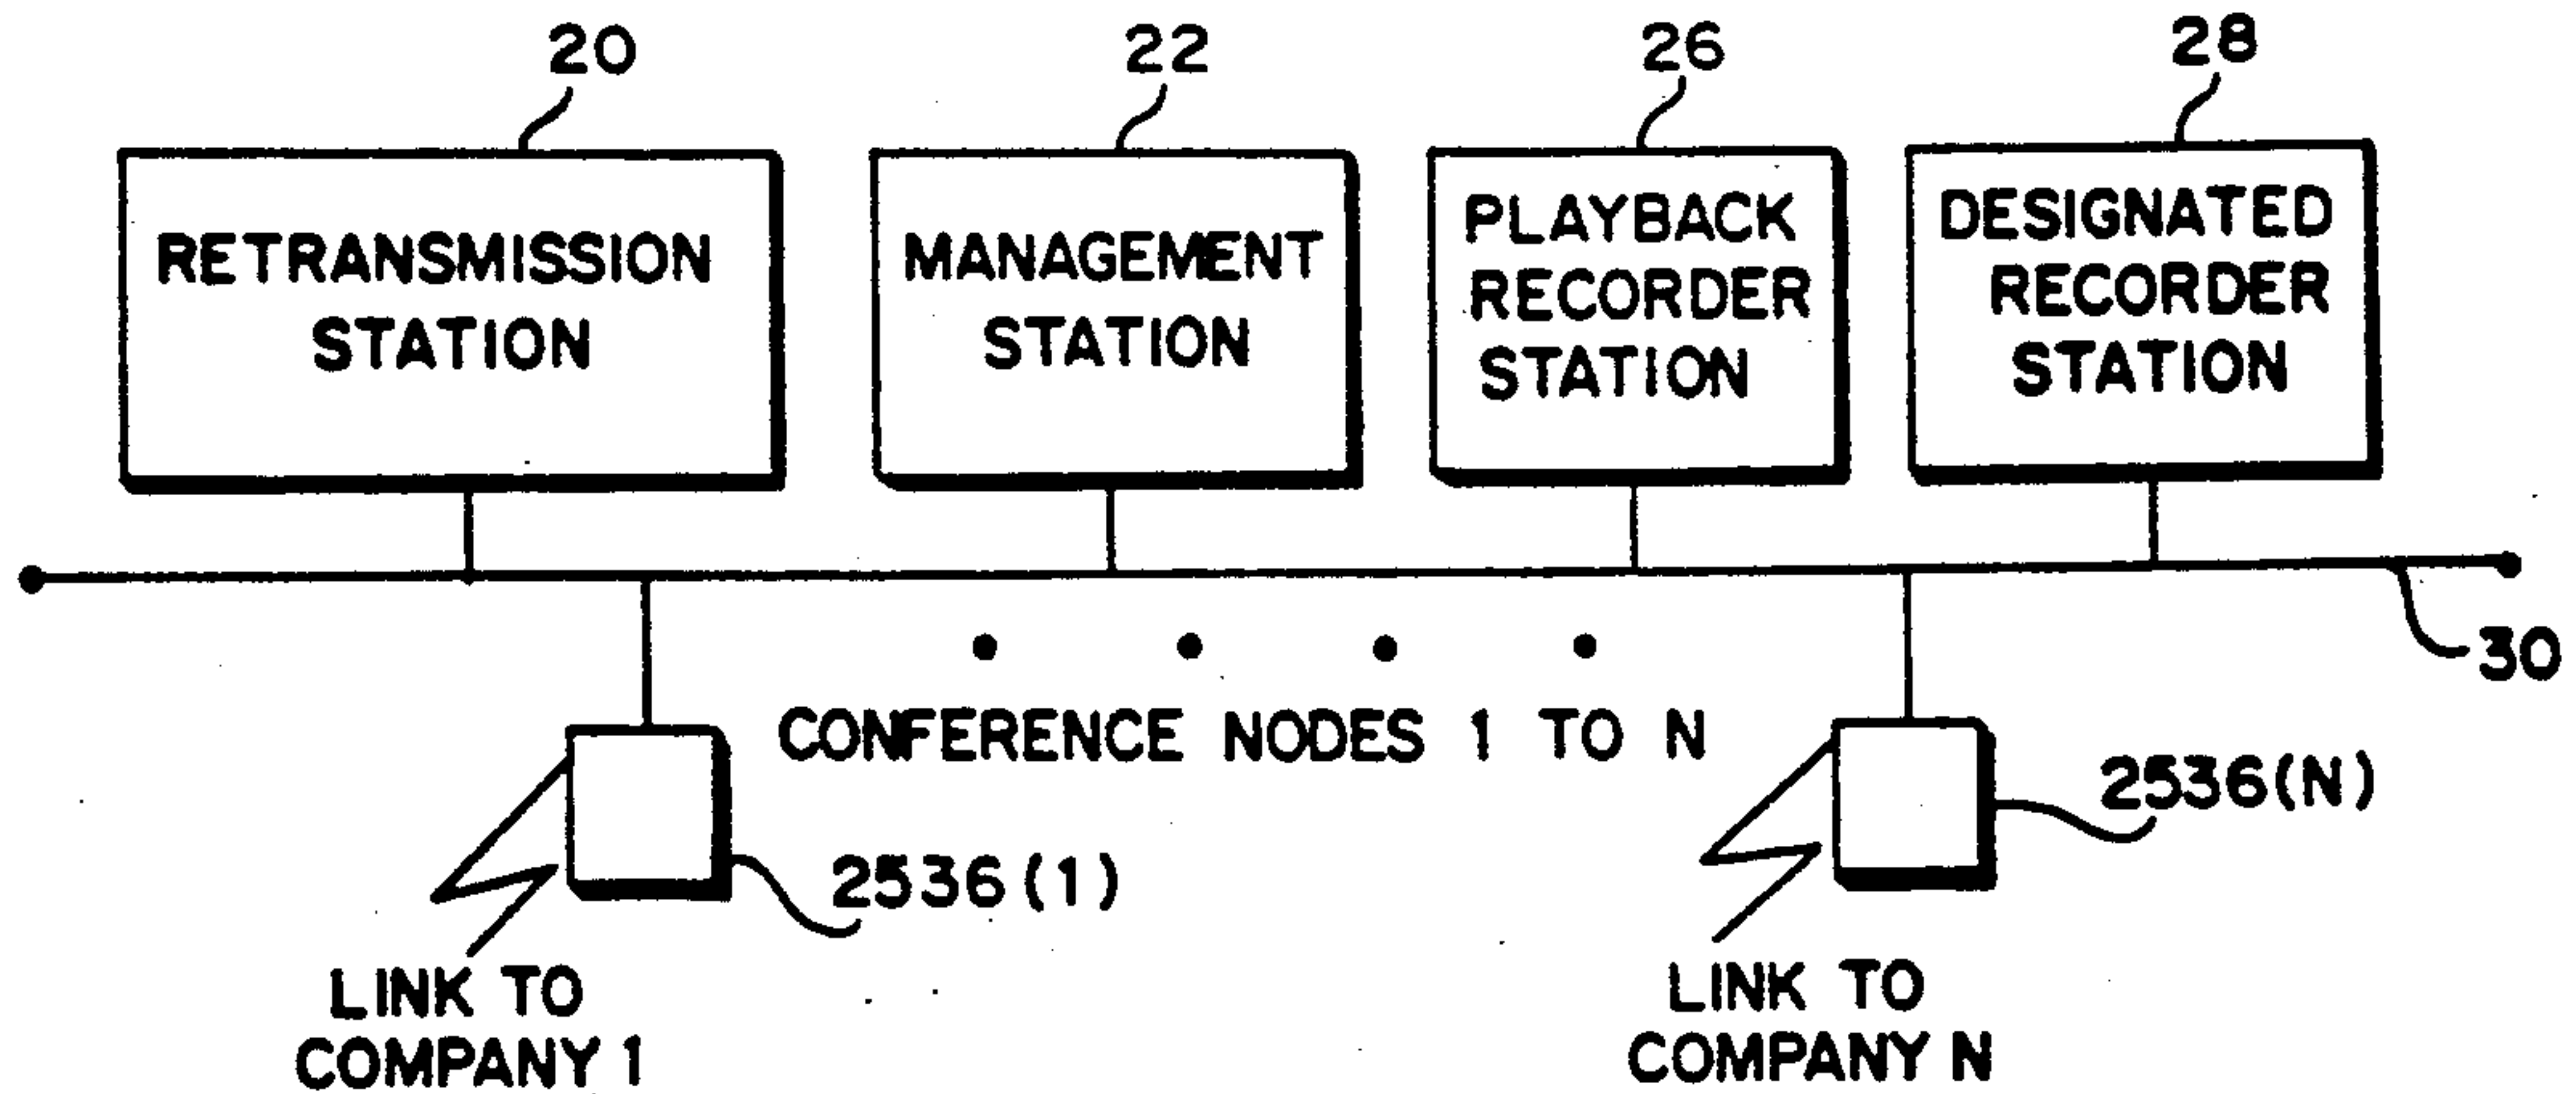 20
22
26
28
RETRANSMISSION
STATION
MANAGEMENT
STATION
PLAYBACK
RECORDER
STATION
DESIGNATED
RECORDER
STATION
30
CONFERENCE NODES 1 TO N
2536(1)
2536(N)
LINK TO
COMPANY 1
LINK TO
COMPANY N